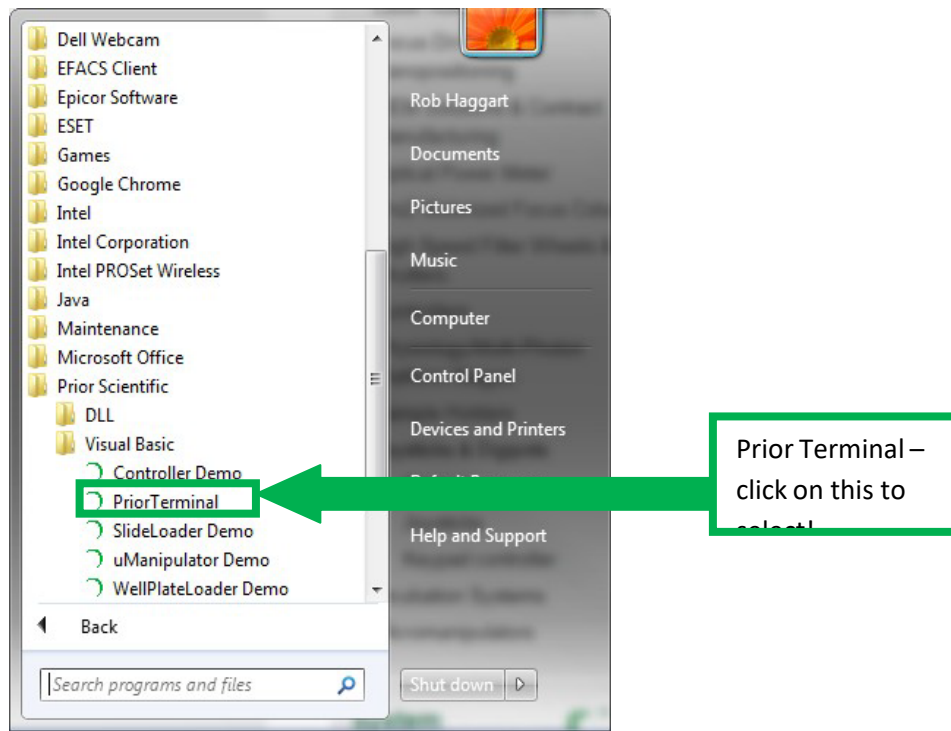 Dell Webcam
EFACS Client
Epicor Software
ESET
Games
Google Chrome
Intel
Intel Corporation
Intel PROSet Wireless
Java
Maintenance
Microsoft Office
Prior Scientific
DLL
Visual Basic
Controller Demo
PriorTerminal
SlideLoader Demo
uManipulator Demo
WellPlateLoader Demo
Back
Search programs and files
Rob Haggart
Documents
Pictures
Music
Computer
Control Panel
Devices and Printers
Help and Support
Shut down
Prior Terminal –
click on this to
select!